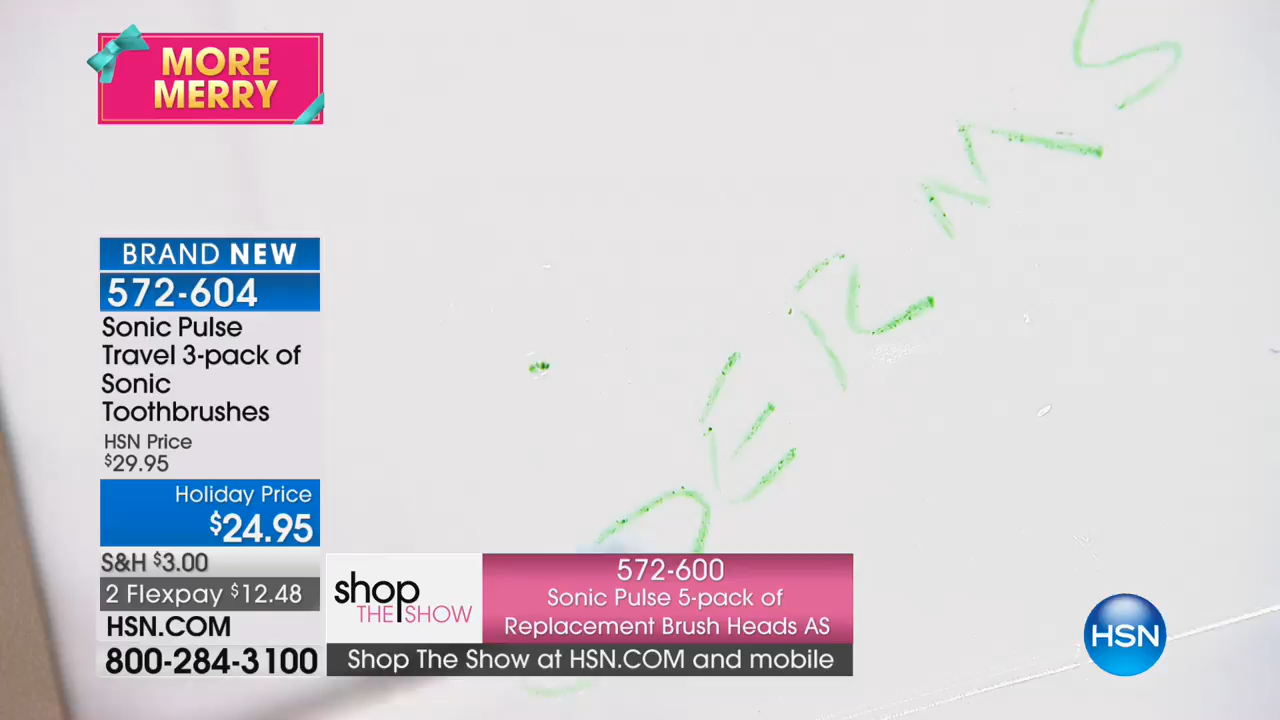 MORE
MERRY
BRAND NEW
572-604
Sonic Pulse
Travel 3-pack of
Sonic
Toothbrushes
HSN Price
$29.95
Holiday Price
$24.95
S&H $3.00
2 Flexpay $12.48
HSN.COM
800-284-3100
shop
THE SHOW
572-600
Sonic Pulse 5-pack of
Replacement Brush Heads AS
Shop The Show at HSN.COM and mobile
HSN